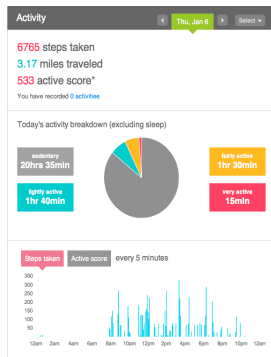 Activity
Thu, Jan 6
Select
6765 steps taken
3.17 miles traveled
533 active score*
You have recorded 0 activities
Today's activity breakdown (excluding sleep)
sedentary
20hrs 35min
fairly active
1hr 30min
lightly active
1hr 40min
very active
15min
Steps taken Active score every 5 minutes
350
300
250
200
150
100
50
12am 2am 4am 6am 8am 10am 12pm 2pm 4pm 6pm 8pm 10pm 12am